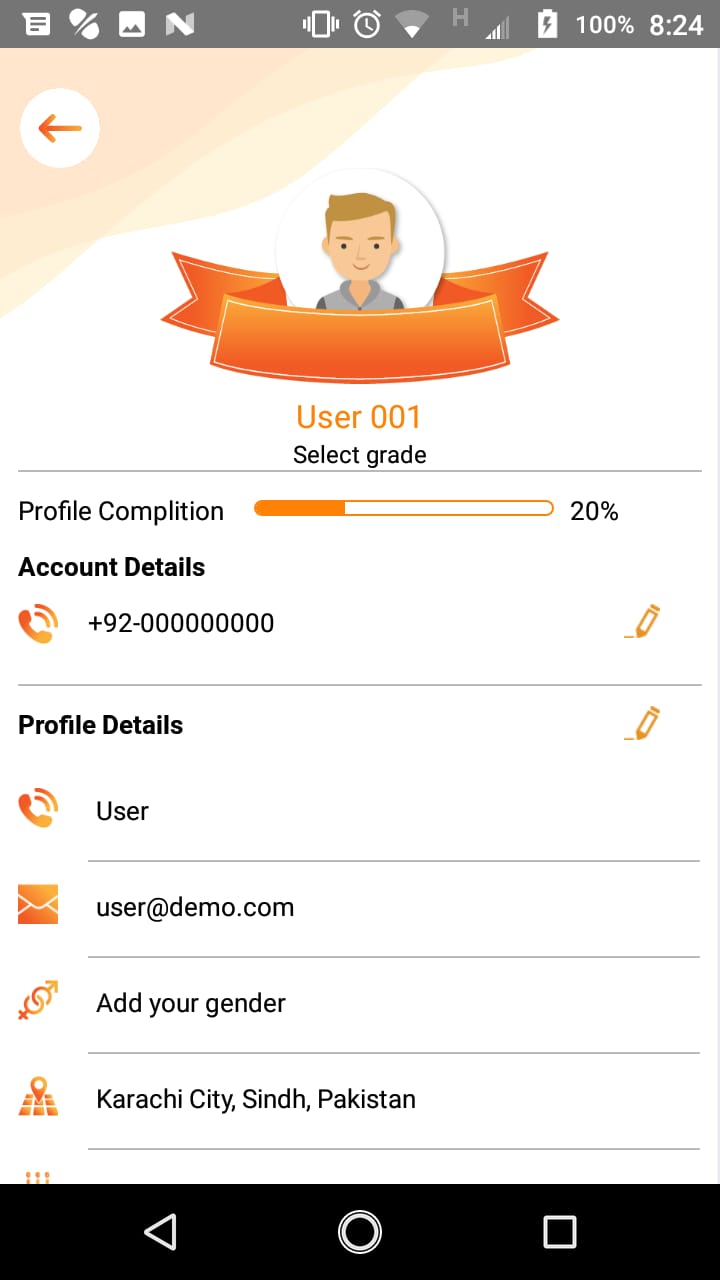 H 100% 8:24
User 001
Select grade
Profile Complition 20%
Account Details
+92-000000000
Profile Details
User
user@demo.com
Add your gender
Karachi City, Sindh, Pakistan